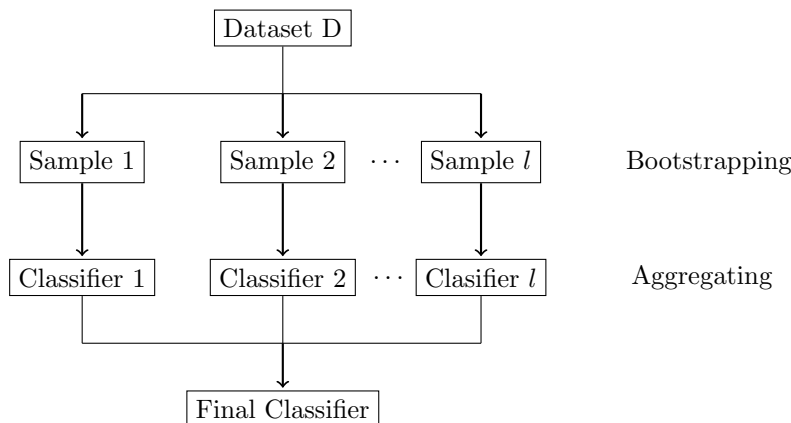 Dataset D
Sample 1 Sample 2 ⋯ Sample l Bootstrapping
Classifier 1 Classifier 2 ⋯ Clasifier l Aggregating
Final Classifier